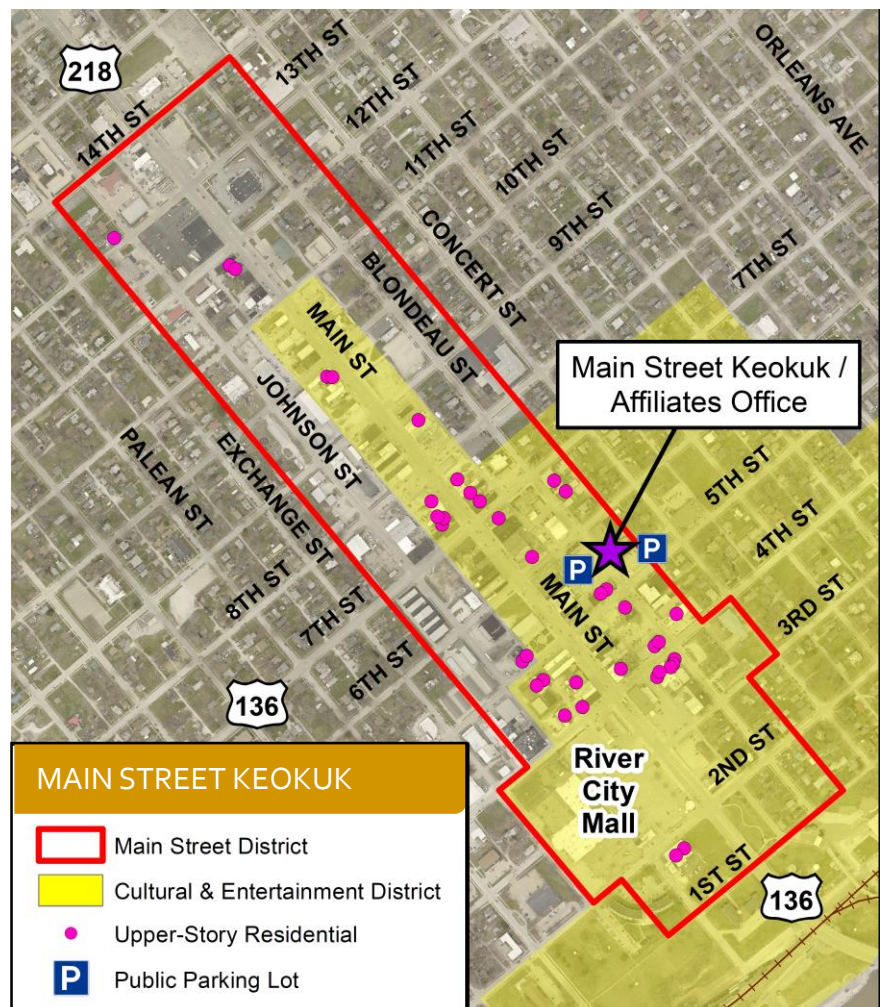 218
13TH ST
ORLEANS AVE
12TH ST
14TH ST
11TH ST
10TH ST
CONCERT ST
9TH ST
7TH ST
BLONDEAU ST
MAIN ST
Main Street Keokuk /
Affiliates Office
JOHNSON ST
PALEAN ST
EXCHANGE ST
5TH ST
4TH ST
8TH ST
P
P
3RD ST
7TH ST
MAIN ST
6TH ST
136
2ND ST
River
City
Mall
1ST ST
136
MAIN STREET KEOKUK
Main Street District
Cultural & Entertainment District
Upper-Story Residential
P
Public Parking Lot